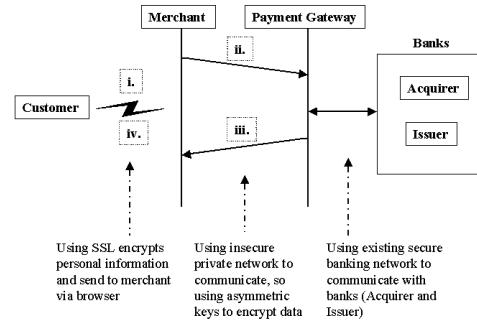 Merchant
Payment Gateway
Banks
i.
ii.
Acquirer
Customer
iv.
iii.
Issuer
Using SSL encrypts
personal information
and send to merchant
via browser
Using insecure
private network to
communicate, so
using asymmetric
keys to encrypt data
Using existing secure
banking network to
communicate with
banks (Acquirer and
Issuer)